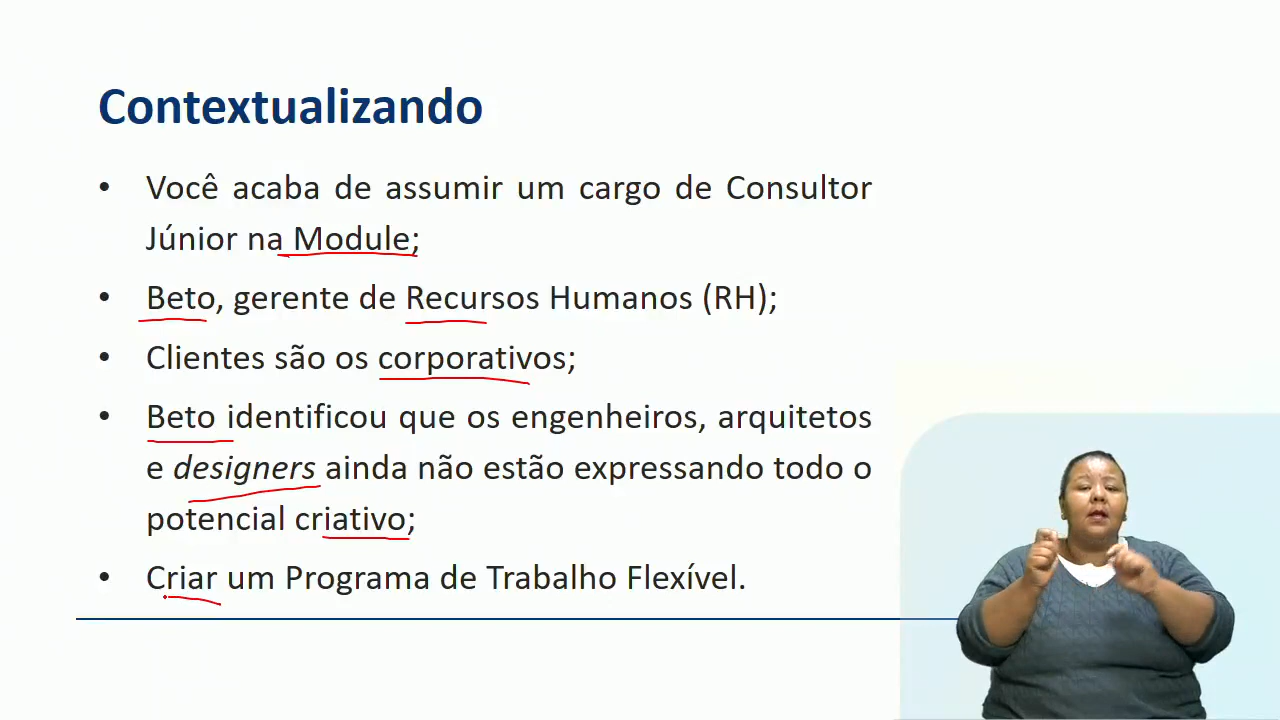 Contextualizando
• Você acaba de assumir um cargo de Consultor
Júnior na Module;
• Beto, gerente de Recursos Humanos (RH);
• Clientes são os corporativos;
• Beto identificou que os engenheiros, arquitetos
e designers ainda não estão expressando todo o
potencial criativo;
• Criar um Programa de Trabalho Flexível.